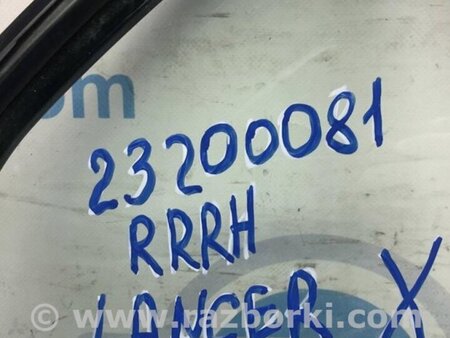 om
23200081
RRRH
LANCER X
© www.razborki.com